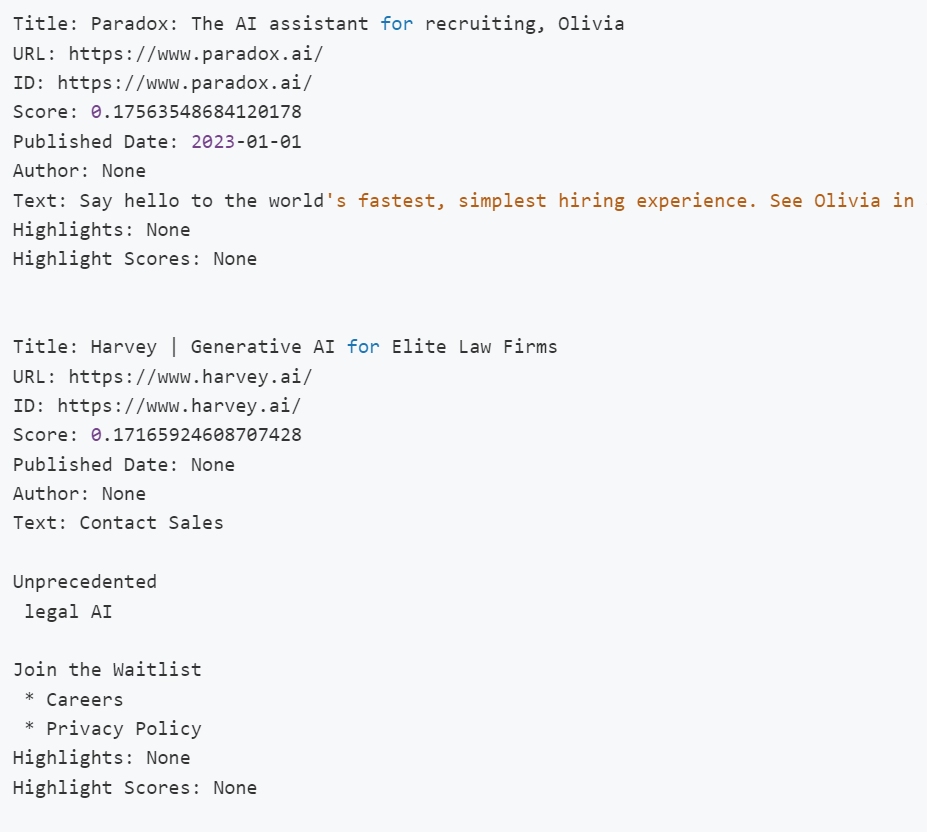 Title: Paradox: The AI assistant for recruiting, Olivia
URL: https://www.paradox.ai/
ID: https://www.paradox.ai/
Score: 0.17563548684120178
Published Date: 2023-01-01
Author: None
Text: Say hello to the world's fastest, simplest hiring experience. See Olivia in
Highlights: None
Highlight Scores: None
Title: Harvey | Generative AI for Elite Law Firms
URL: https://www.harvey.ai/
ID: https://www.harvey.ai/
Score: 0.17165924608707428
Published Date: None
Author: None
Text: Contact Sales
Unprecedented
legal AI
Join the Waitlist
* Careers
* Privacy Policy
Highlights: None
Highlight Scores: None